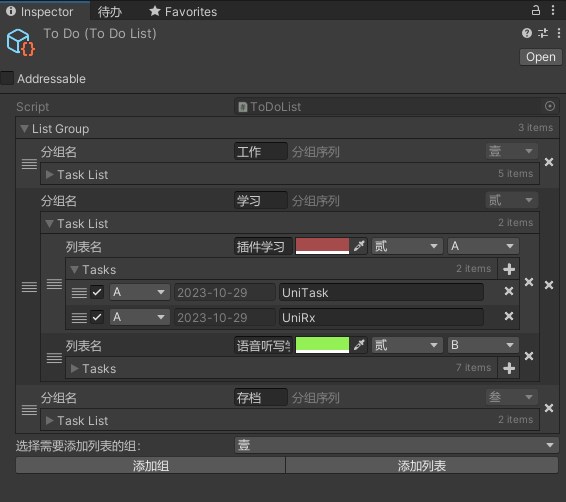 Inspector 待办 Favorites
To Do (To Do List)
Open
Addressable
Script ToDoList
List Group 3 items
分组名 工作 分组序列 壹
Task List 5 items
分组名 学习 分组序列 贰
Task List 2 items
列表名 插件学习 贰 A
Tasks 2 items
A 2023-10-29 UniTask
A 2023-10-29 UniRx
列表名 语音听写 贰 B
Tasks 7 items
分组名 存档 分组序列 叁
Task List 2 items
选择需要添加列表的组: 壹
添加组 添加列表